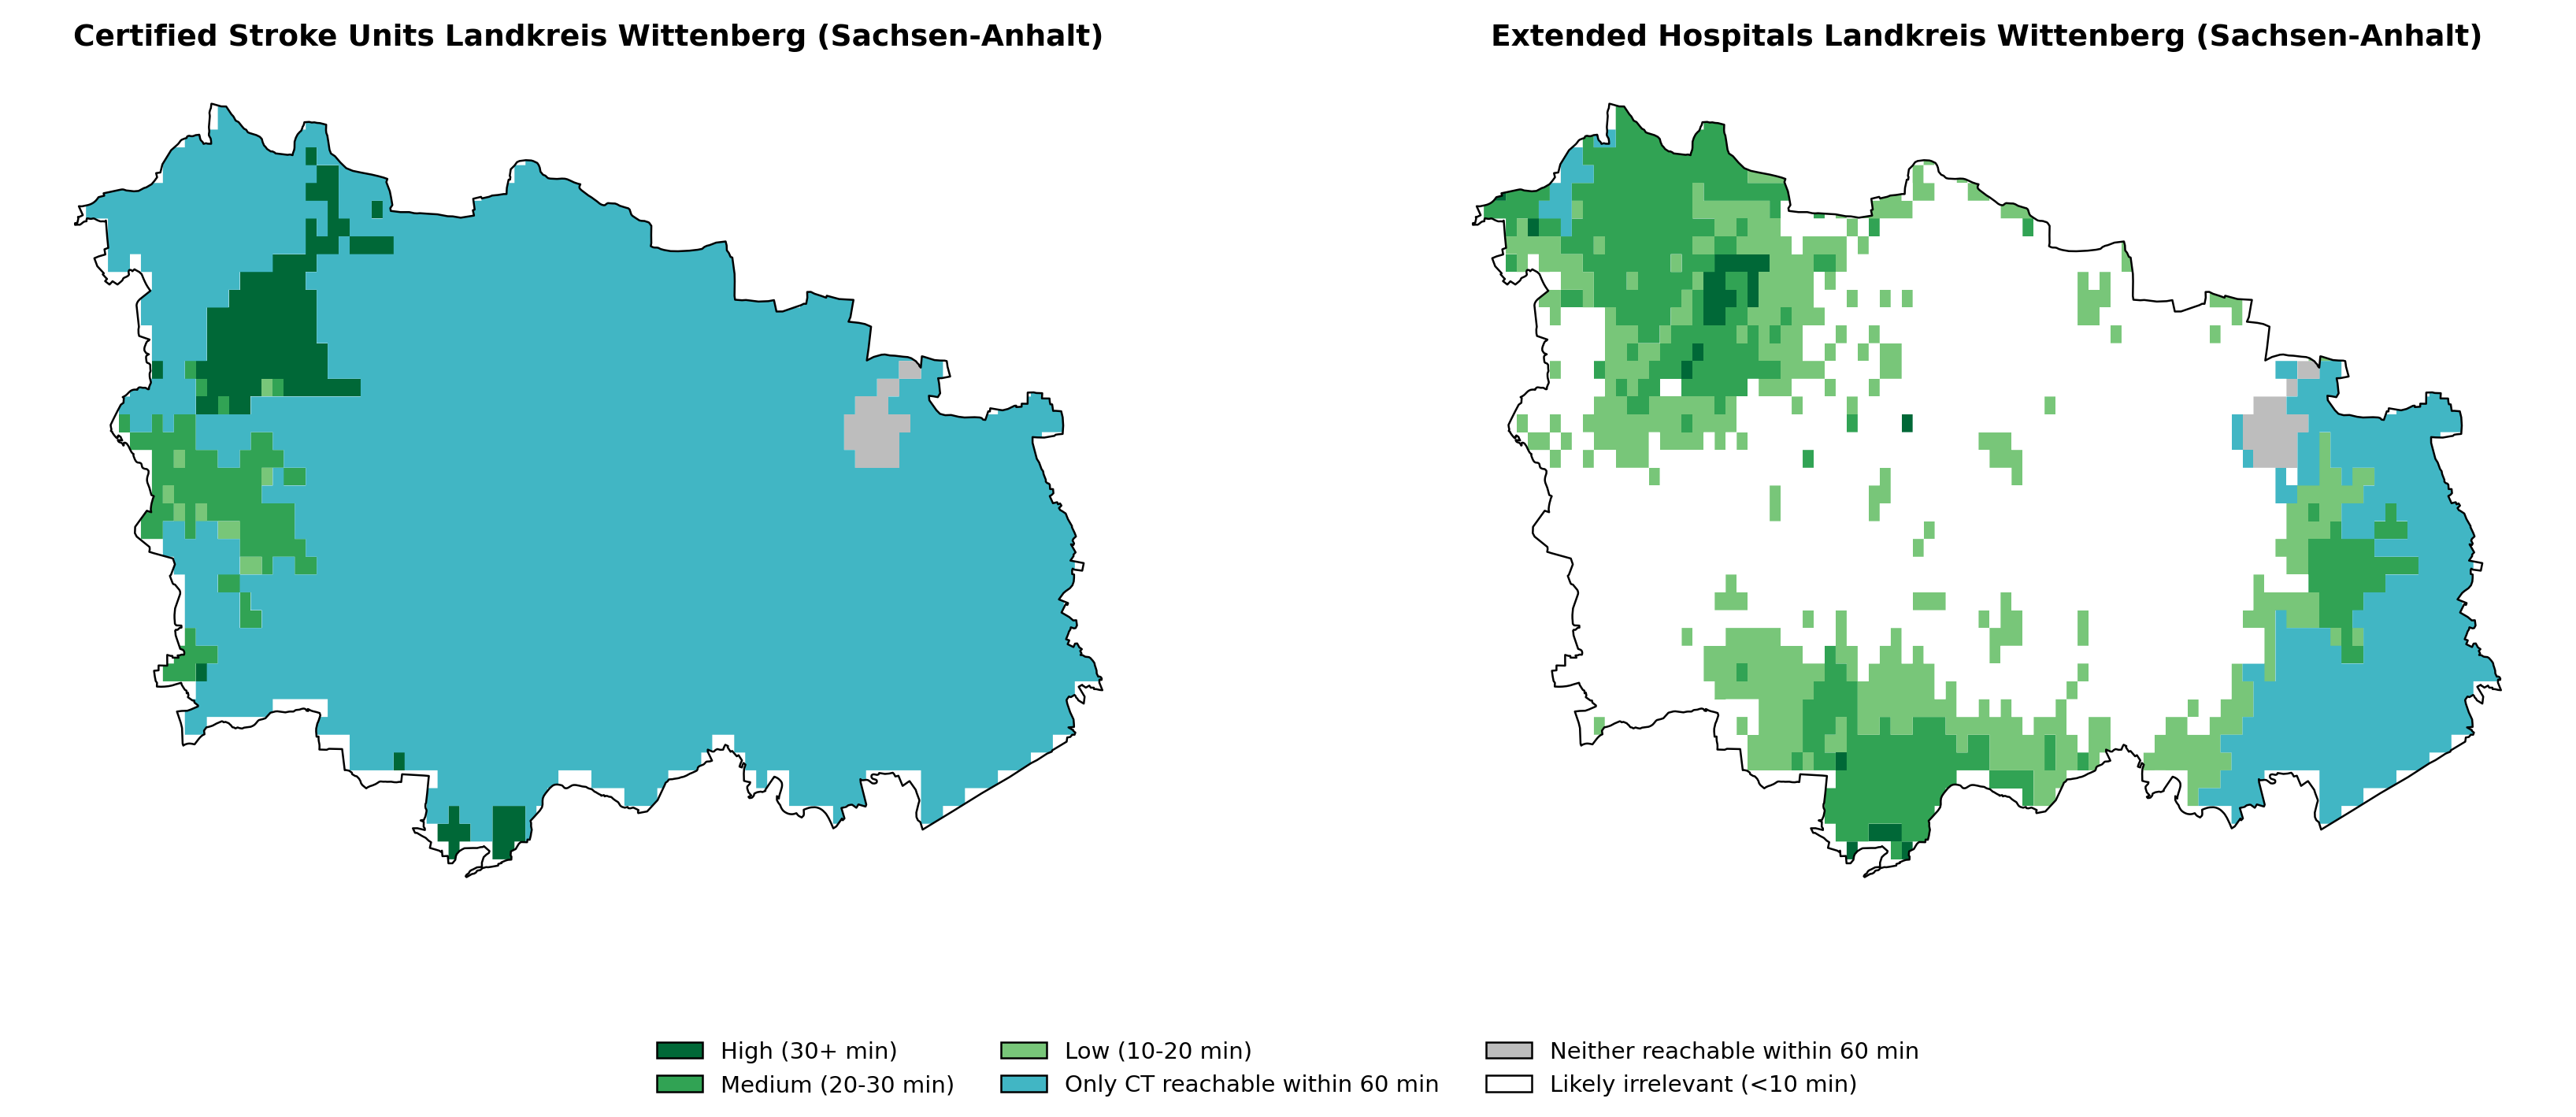 Certified Stroke Units Landkreis Wittenberg (Sachsen-Anhalt)
Extended Hospitals Landkreis Wittenberg (Sachsen-Anhalt)
High (30+ min)
Medium (20-30 min)
Low (10-20 min)
Only CT reachable within 60 min
Neither reachable within 60 min
Likely irrelevant (<10 min)